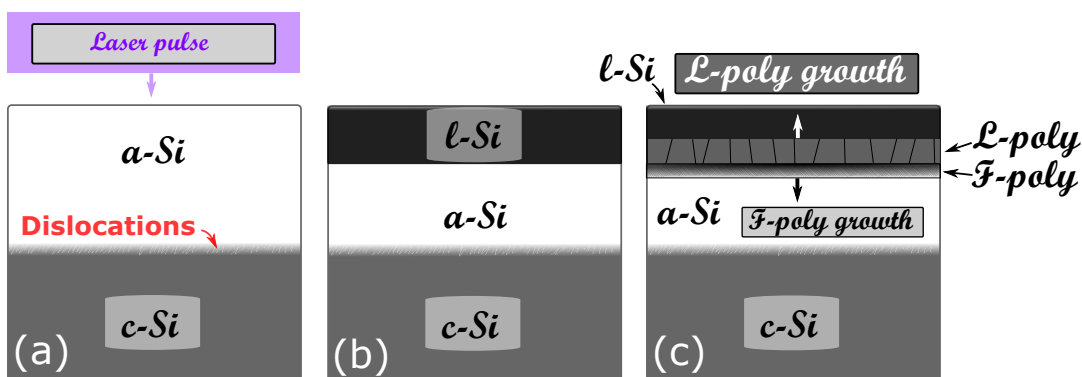 Laser pulse
a-Si
Dislocations
c-Si
(a)
l-Si
a-Si
c-Si
(b)
l-Si
L-poly growth
L-poly
F-poly
a-Si
F-poly growth
c-Si
(c)